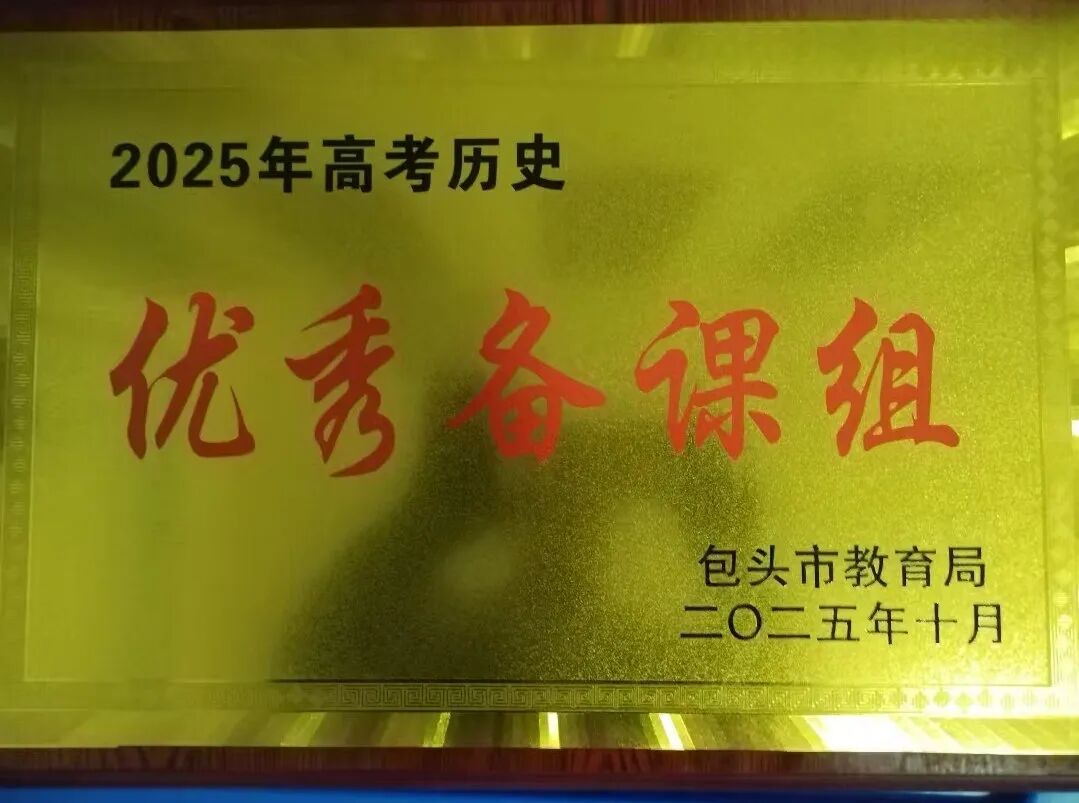 2025年高考历史
优秀备课组
包头市教育局
二〇二五年十月